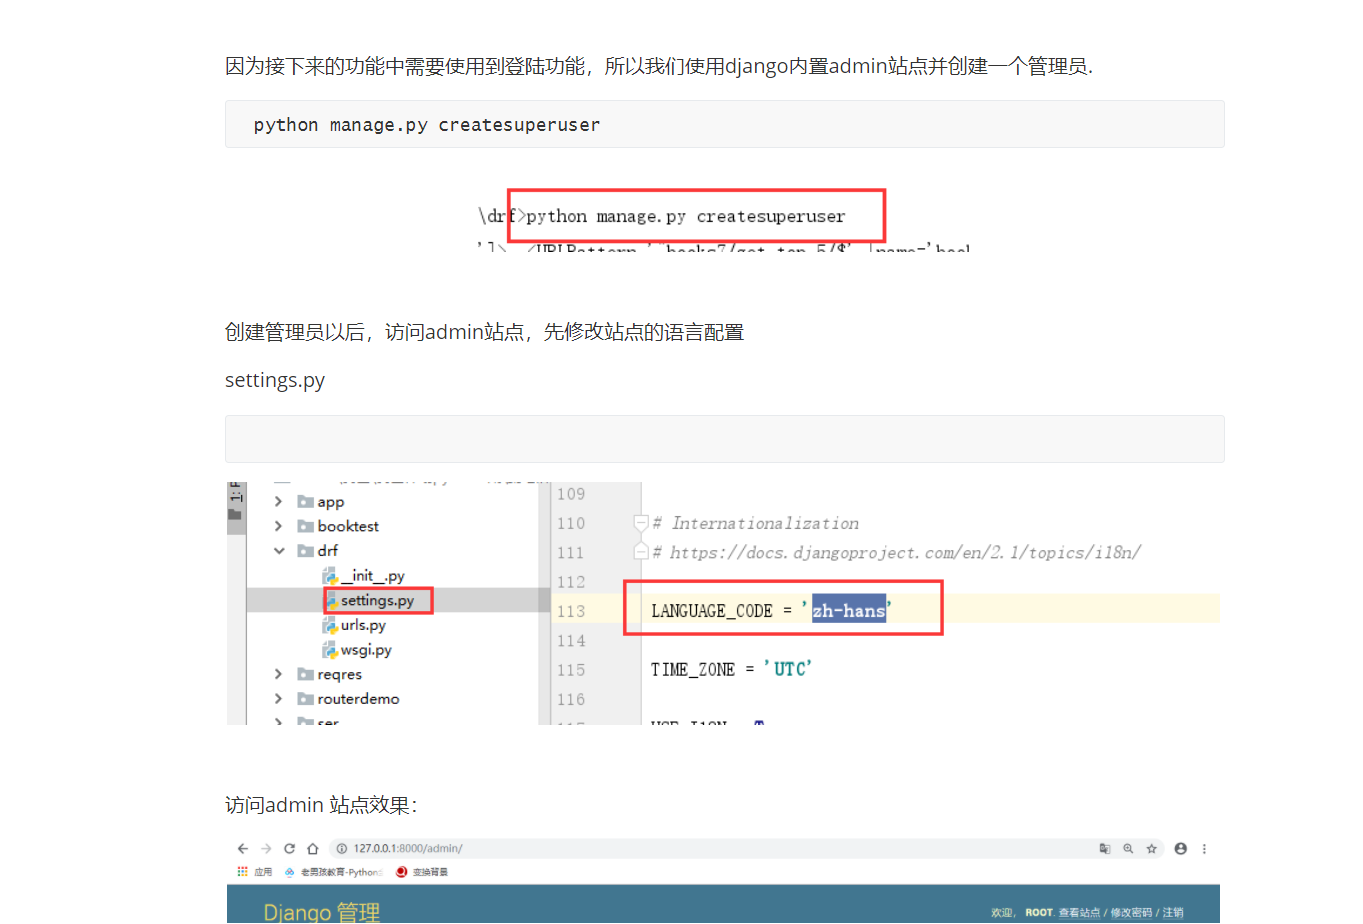 因为接下来的功能中需要使用到登陆功能，所以我们使用django内置admin站点并创建一个管理员.
python manage.py createsuperuser
\drf>python manage.py createsuperuser
创建管理员以后，访问admin站点，先修改站点的语言配置
settings.py
app
booktest
drf
__init__.py
settings.py
urls.py
wsgi.py
reqres
routerdemo
ser
109
110 # Internationalization
111 # https://docs.djangoproject.com/en/2.1/topics/i18n/
112
113 LANGUAGE_CODE = 'zh-hans'
114
115 TIME_ZONE = 'UTC'
116
访问admin 站点效果：
127.0.0.1:8000/admin/
应用 老男孩教育-Python 变换背景
Django 管理
欢迎， ROOT. 查看站点 / 修改密码 / 注销